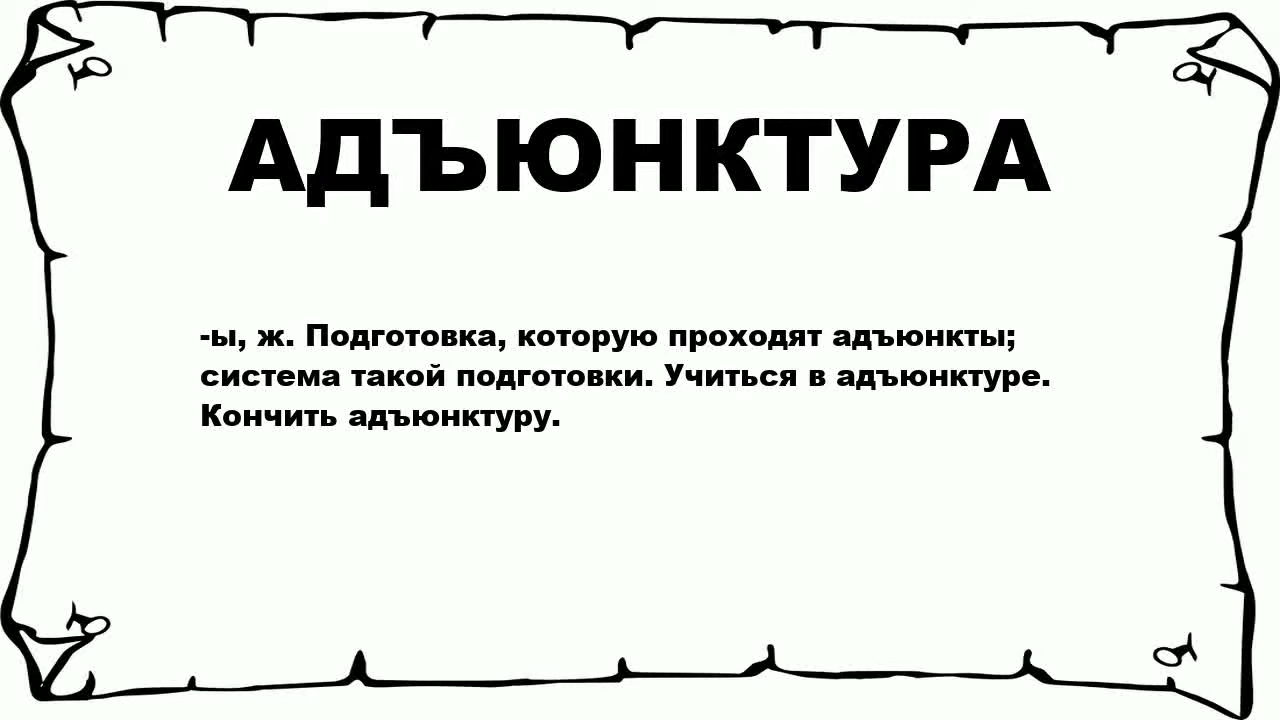 АДЪЮНКТУРА
-ы, ж. Подготовка, которую проходят адъюнкты;
система такой подготовки. Учиться в адъюнктуре.
Кончить адъюнктуру.